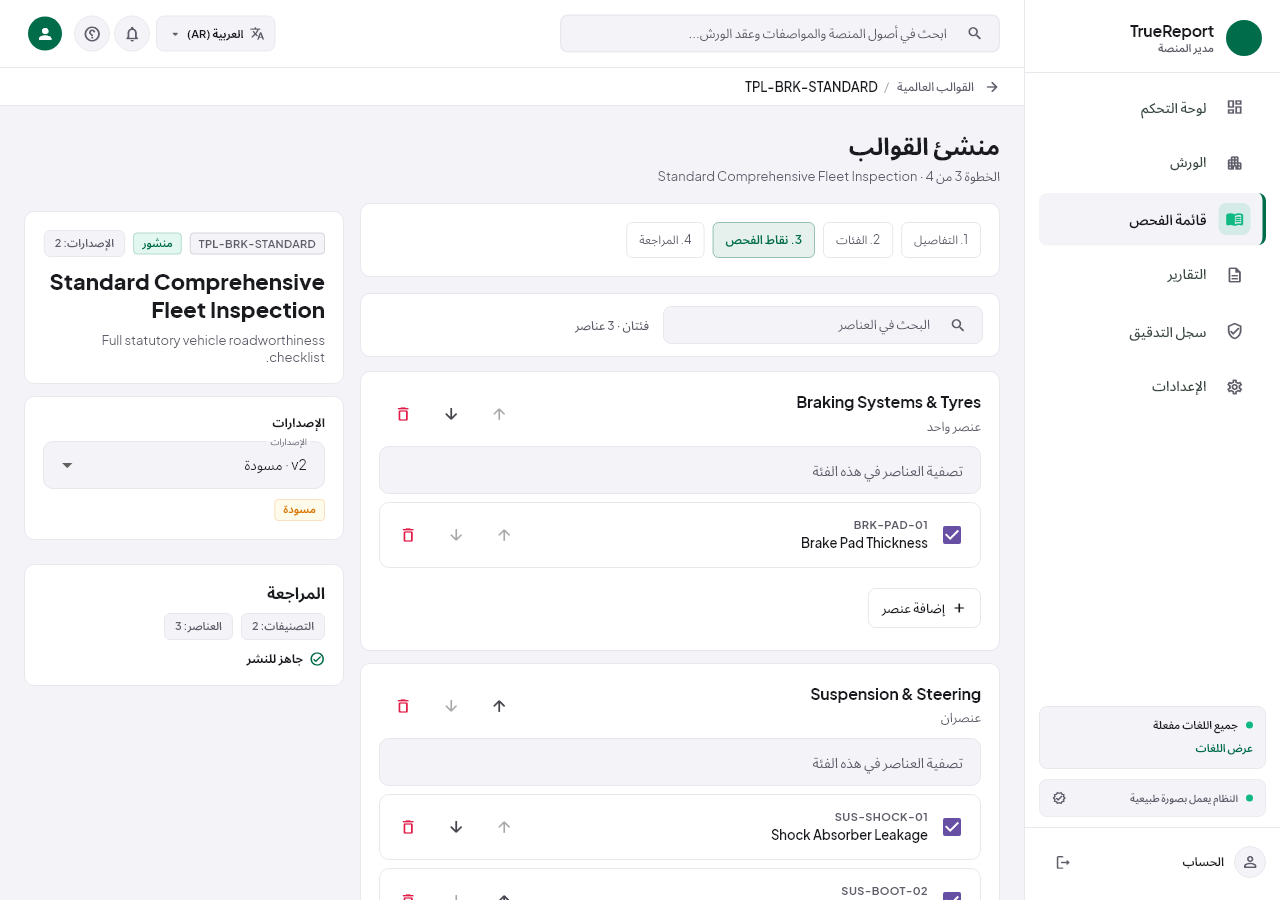 TrueReport
مدير المنصة
لوحة التحكم
الورش
قائمة الفحص
التقارير
سجل التدقيق
الإعدادات
جميع اللغات مفعلة
عرض اللغات
النظام يعمل بصورة طبيعية
الحساب
ابحث في أصول المنصة والمواصفات وعقد الورش...
العربية (AR)
القوالب العالمية / TPL-BRK-STANDARD
منشئ القوالب
الخطوة 3 من 4 · Standard Comprehensive Fleet Inspection
1. التفاصيل
2. الفئات
3. نقاط الفحص
4. المراجعة
البحث في العناصر
فئتان · 3 عناصر
Braking Systems & Tyres
عنصر واحد
تصفية العناصر في هذه الفئة
BRK-PAD-01
Brake Pad Thickness
إضافة عنصر
Suspension & Steering
عنصران
تصفية العناصر في هذه الفئة
SUS-SHOCK-01
Shock Absorber Leakage
SUS-BOOT-02
TPL-BRK-STANDARD
منشور
الإصدارات: 2
Standard Comprehensive
Fleet Inspection
Full statutory vehicle roadworthiness
checklist.
الإصدارات
الإصدارات
v2 · مسودة
مسودة
المراجعة
التصنيفات: 2
العناصر: 3
جاهز للنشر